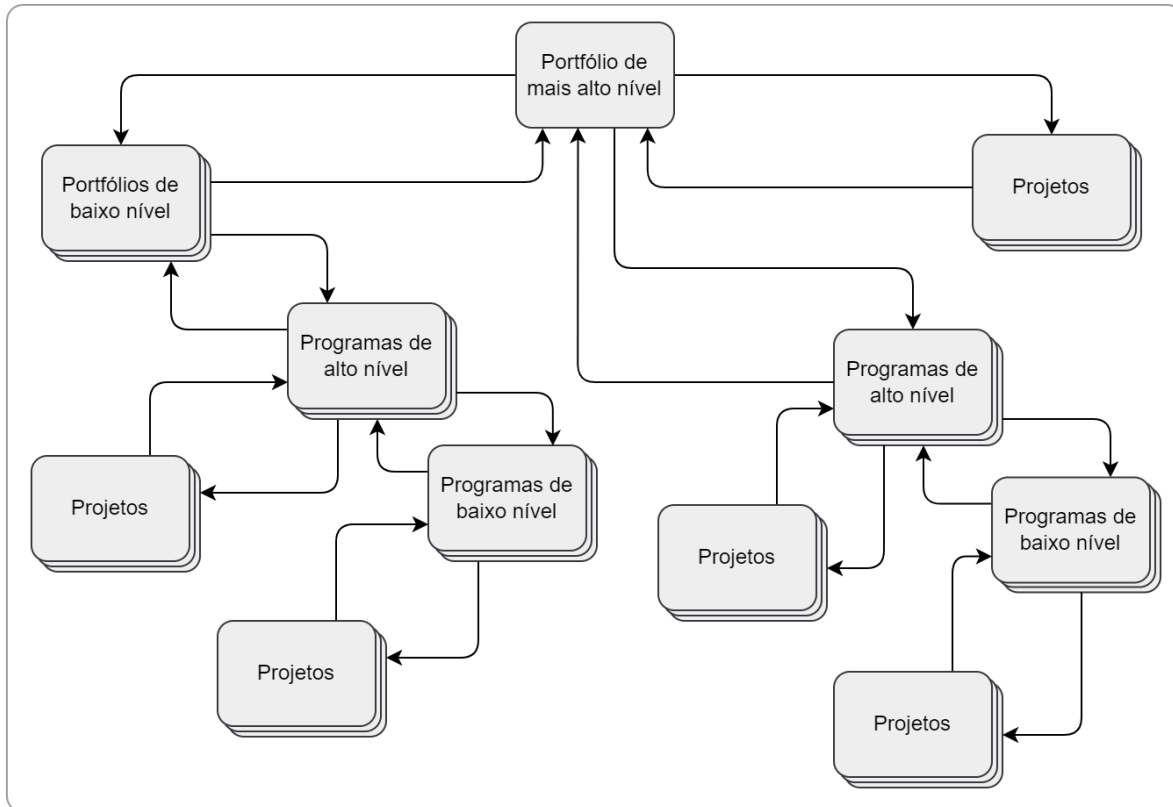 Portfólio de
mais alto nível
Portfólios de
baixo nível
Projetos
Programas de
alto nível
Programas de
alto nível
Projetos
Programas de
baixo nível
Projetos
Programas de
baixo nível
Projetos
Projetos